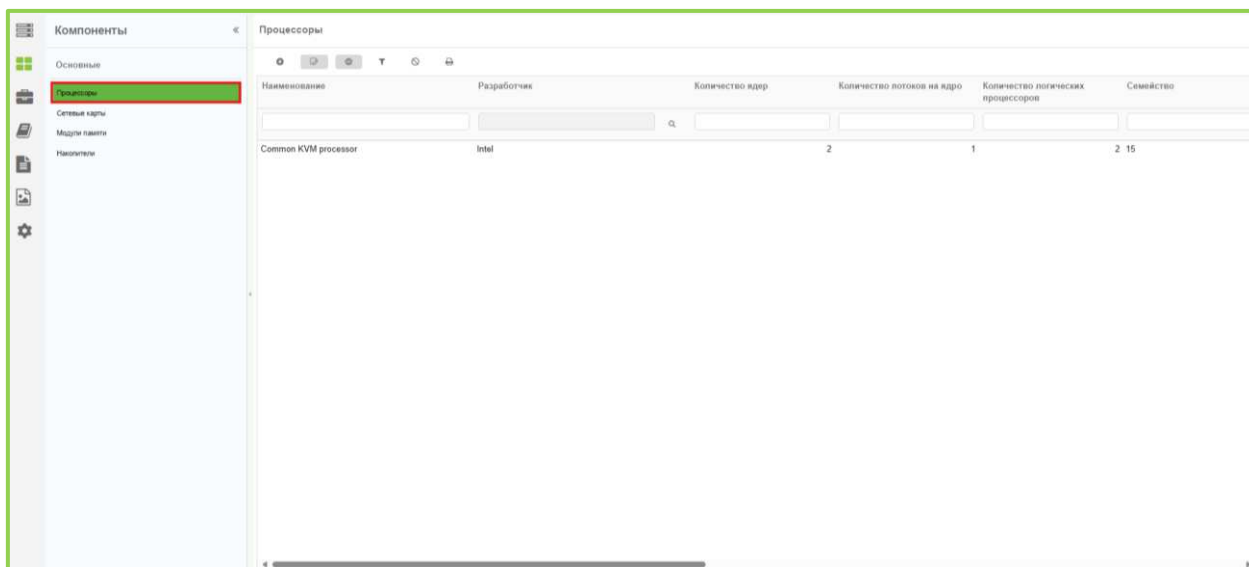 Компоненты
Процессоры
Основные
Процессоры
Сетевые карты
Модули памяти
Накопители
Наименование Разработчик Количество ядер Количество потоков на ядро Количество логических процессоров Семейство
Common KVM processor Intel 2 1 2 15